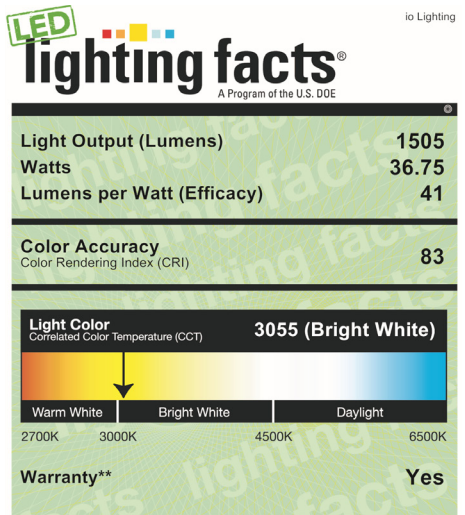 io Lighting
LED
lighting facts®
A Program of the U.S. DOE
Light Output (Lumens) 1505
Watts 36.75
Lumens per Watt (Efficacy) 41
Color Accuracy 83
Color Rendering Index (CRI)
Light Color 3055 (Bright White)
Correlated Color Temperature (CCT)
Warm White Bright White Daylight
2700K 3000K 4500K 6500K
Warranty** Yes